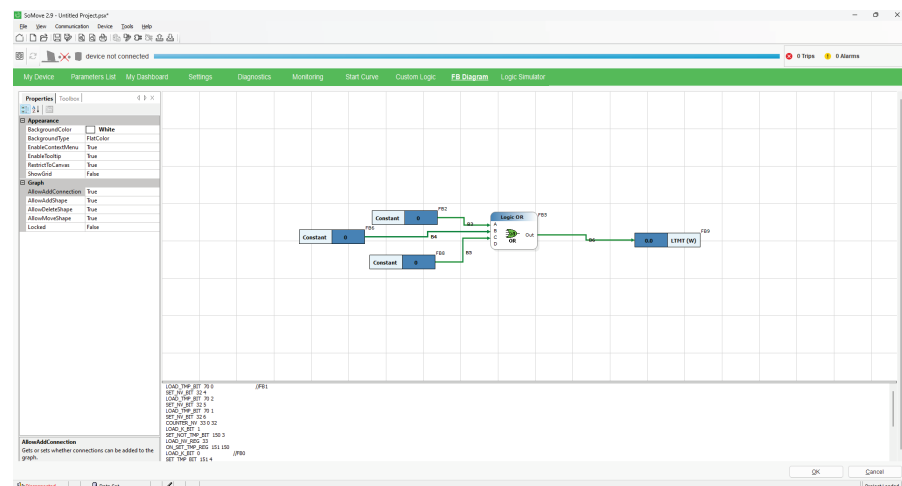 SoMove 2.9 - Untitled Project.psx*
File View Communication Device Tools Help
device not connected
0 Trips
0 Alarms
My Device Parameters List My Dashboard Settings Diagnostics Monitoring Start Curve Custom Logic FB Diagram Logic Simulator
Properties Toolbox
Appearance
BackgroundColor White
BackgroundType FlatColor
EnableContextMenu True
EnableTooltip True
RestrictToCanvas True
ShowGrid False
Graph
AllowAddConnection True
AllowAddShape True
AllowDeleteShape True
AllowMoveShape True
Locked False
FB2
Constant 0
B3
FB6
Constant 0
B4
FB8
Constant 0
B5
Logic OR
A
B
C
D
OR
Out
B6
FB9
0.0 LTMT (W)
LOAD_TMP_BIT 70 0 //FB1
SET_NV_BIT 32 4
LOAD_TMP_BIT 70 2
SET_NV_BIT 32 5
LOAD_TMP_BIT 70 1
SET_NV_BIT 32 6
COUNTER_NV 33 0 32
LOAD_K_BIT 1
SET_NOT_TMP_BIT 150 3
LOAD_NV_REG 33
ON_SET_TMP_REG 151 150
LOAD_K_BIT 0 //FB0
SET_TMP_BIT 151 4
AllowAddConnection
Gets or sets whether connections can be added to the
graph.
OK
Cancel